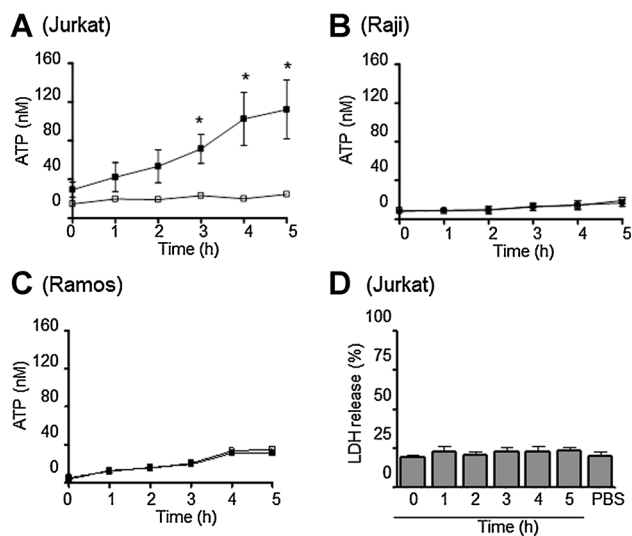 A (Jurkat)
160
120
80
40
0
ATP (nM)
* * *
0 1 2 3 4 5
Time (h)
B (Raji)
160
120
80
40
0
ATP (nM)
0 1 2 3 4 5
Time (h)
C (Ramos)
160
120
80
40
0
ATP (nM)
0 1 2 3 4 5
Time (h)
D (Jurkat)
100
75
50
25
0
LDH release (%)
0 1 2 3 4 5 PBS
Time (h)